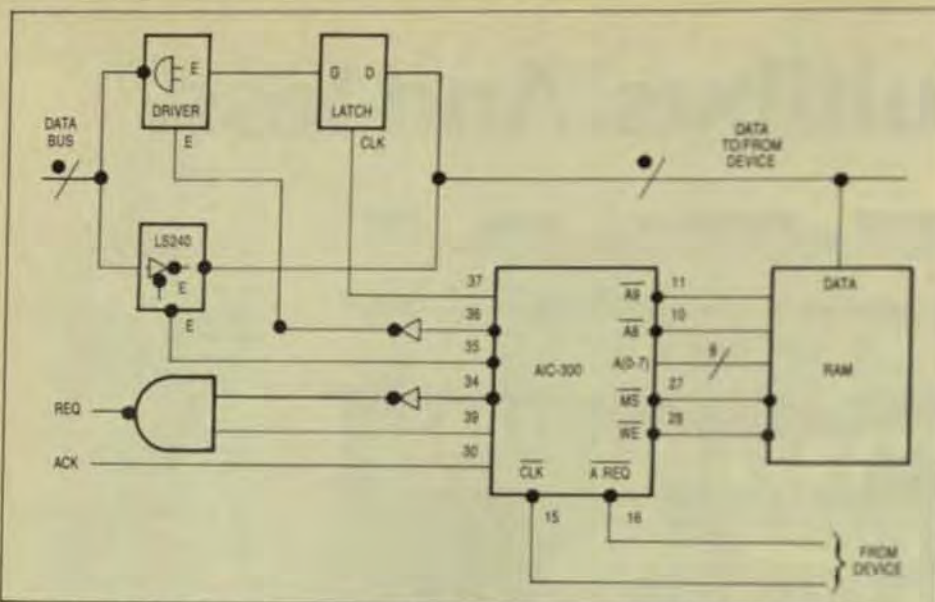 E
DRIVER
G D
LATCH
DATA
BUS
E
CLK
DATA
TO/FROM
DEVICE
LS240
E
E
37
36
35
34
39
30
AIC-300
A9
A8
A(0-7)
MS
WE
11
10
27
28
DATA
RAM
REQ
ACK
CLK
A REQ
15
16
FROM
DEVICE